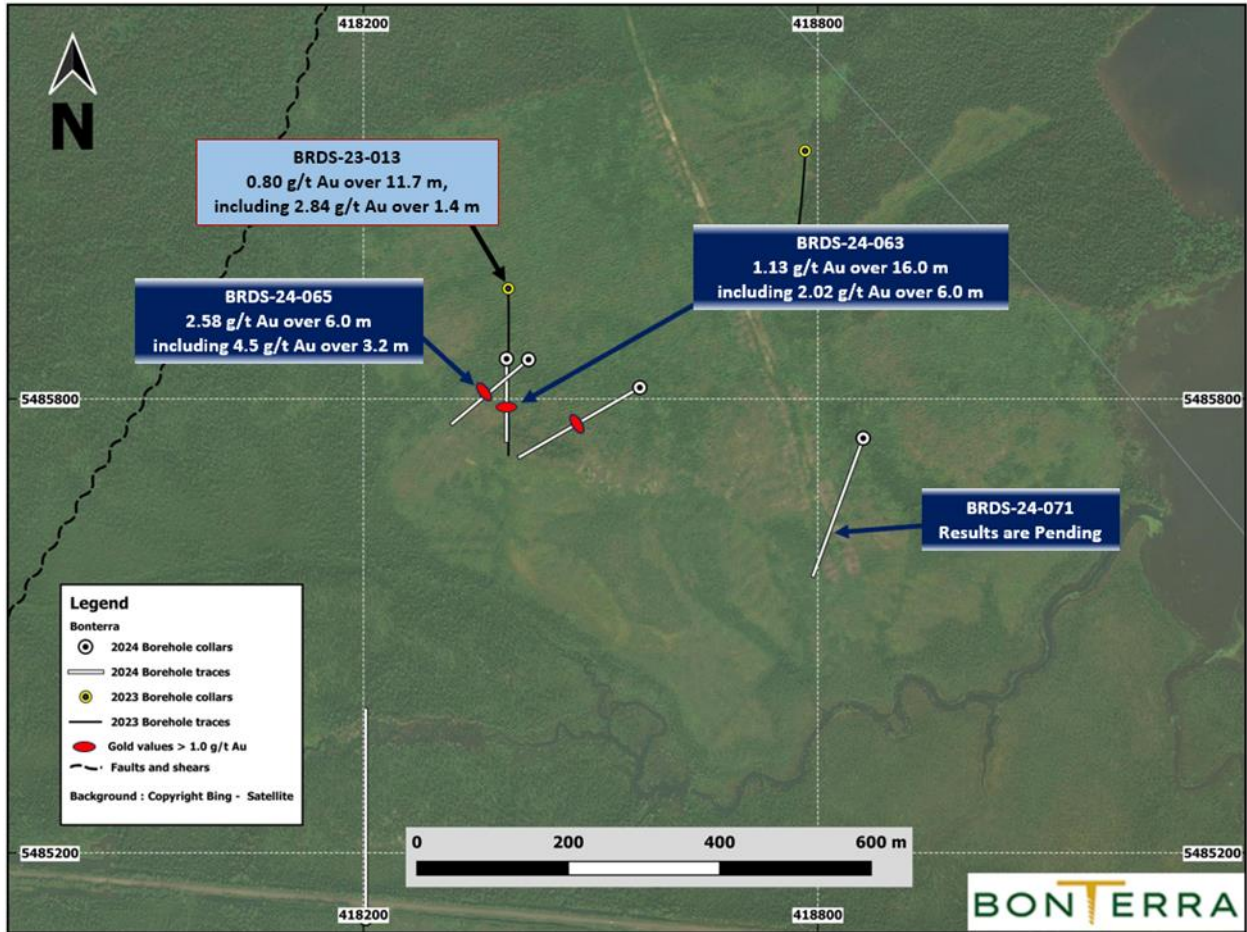 418200
418800
N
BRDS-23-013
0.80 g/t Au over 11.7 m,
including 2.84 g/t Au over 1.4 m
BRDS-24-063
1.13 g/t Au over 16.0 m
including 2.02 g/t Au over 6.0 m
BRDS-24-065
2.58 g/t Au over 6.0 m
including 4.5 g/t Au over 3.2 m
5485800
5485800
BRDS-24-071
Results are Pending
Legend
Bonterra
2024 Borehole collars
2024 Borehole traces
2023 Borehole collars
2023 Borehole traces
Gold values > 1.0 g/t Au
Faults and shears
Background : Copyright Bing - Satellite
0 200 400 600 m
5485200
5485200
418200
418800
BONTERRA